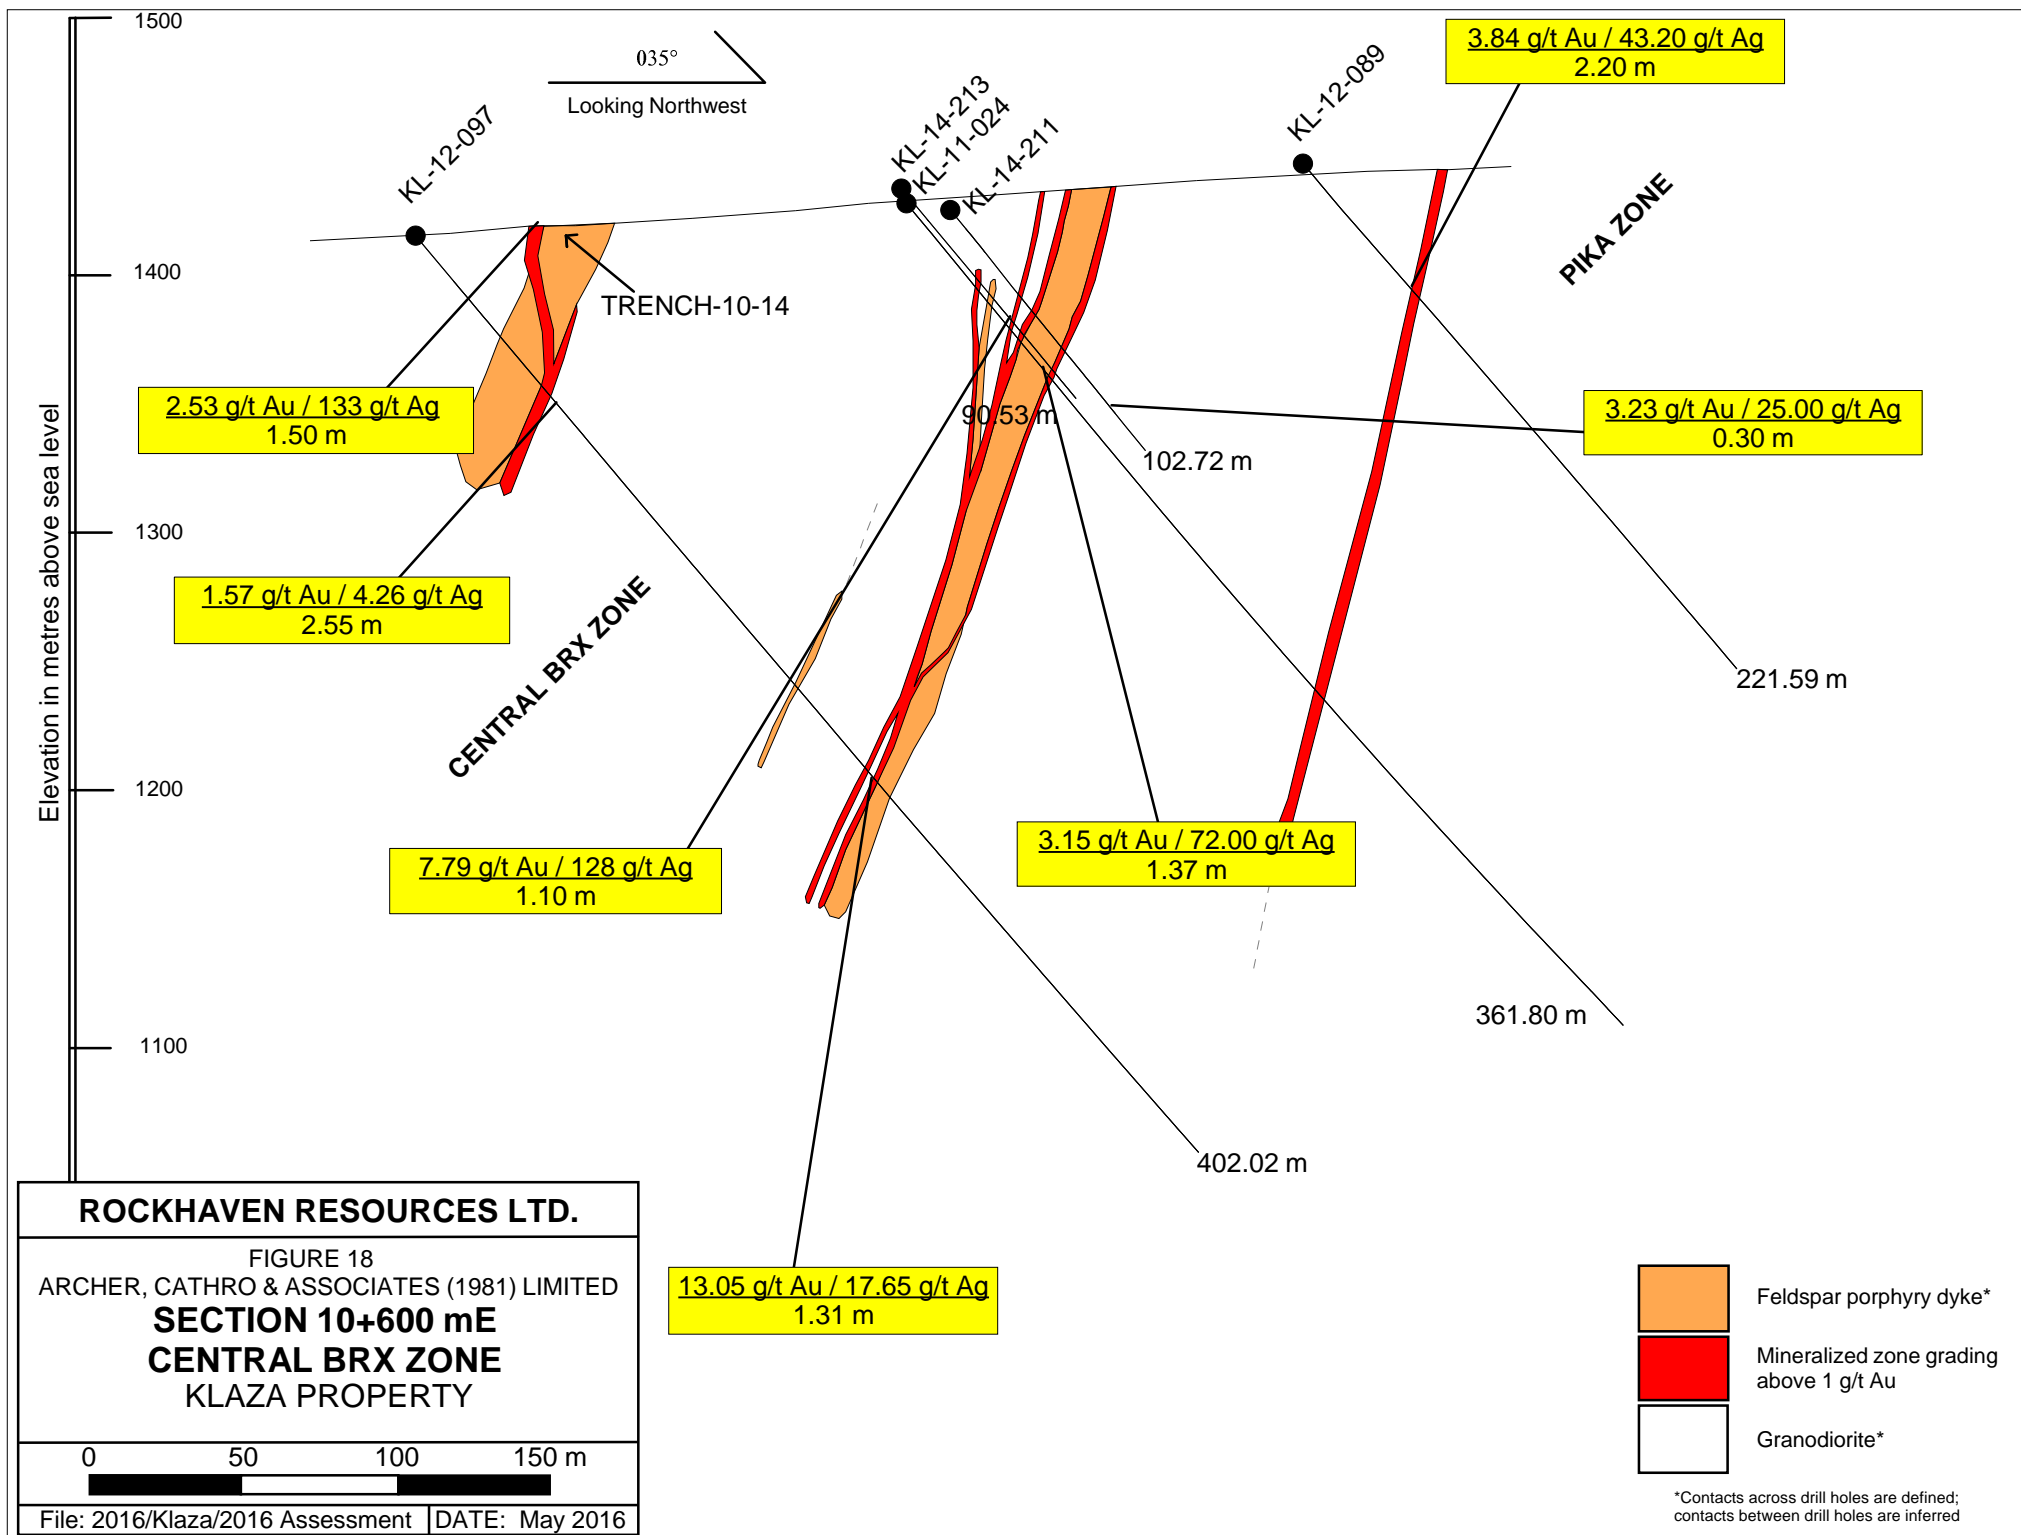 1500
1400
1300
1200
1100
Elevation in metres above sea level
035°
Looking Northwest
KL-12-097
KL-14-213
KL-11-024
KL-14-211
KL-12-089
3.84 g/t Au / 43.20 g/t Ag
2.20 m
PIKA ZONE
TRENCH-10-14
2.53 g/t Au / 133 g/t Ag
1.50 m
90.53 m
102.72 m
3.23 g/t Au / 25.00 g/t Ag
0.30 m
1.57 g/t Au / 4.26 g/t Ag
2.55 m
CENTRAL BRX ZONE
221.59 m
7.79 g/t Au / 128 g/t Ag
1.10 m
3.15 g/t Au / 72.00 g/t Ag
1.37 m
361.80 m
402.02 m
13.05 g/t Au / 17.65 g/t Ag
1.31 m
ROCKHAVEN RESOURCES LTD.
FIGURE 18
ARCHER, CATHRO & ASSOCIATES (1981) LIMITED
SECTION 10+600 mE
CENTRAL BRX ZONE
KLAZA PROPERTY
0 50 100 150 m
File: 2016/Klaza/2016 Assessment DATE: May 2016
Feldspar porphyry dyke*
Mineralized zone grading
above 1 g/t Au
Granodiorite*
*Contacts across drill holes are defined;
contacts between drill holes are inferred